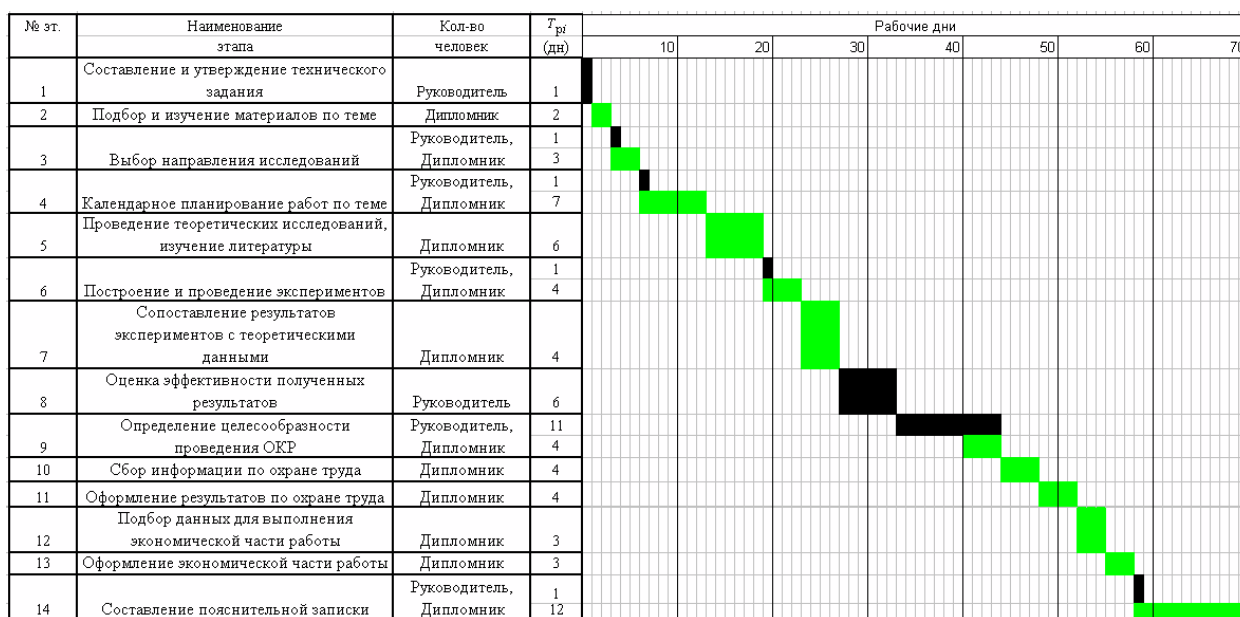 № эт. Наименование этапа Кол-во человек Tpi (дн) Рабочие дни
10 20 30 40 50 60 70
1 Составление и утверждение технического задания Руководитель 1
2 Подбор и изучение материалов по теме Дипломник 2
3 Выбор направления исследований Руководитель, 1 Дипломник 3
4 Календарное планирование работ по теме Руководитель, 1 Дипломник 7
5 Проведение теоретических исследований, изучение литературы Дипломник 6
6 Построение и проведение экспериментов Руководитель, 1 Дипломник 4
7 Сопоставление результатов экспериментов с теоретическими данными Дипломник 4
8 Оценка эффективности полученных результатов Руководитель 6
9 Определение целесообразности проведения ОКР Руководитель, 11 Дипломник 4
10 Сбор информации по охране труда Дипломник 4
11 Оформление результатов по охране труда Дипломник 4
12 Подбор данных для выполнения экономической части работы Дипломник 3
13 Оформление экономической части работы Дипломник 3
14 Составление пояснительной записки Руководитель, 1 Дипломник 12